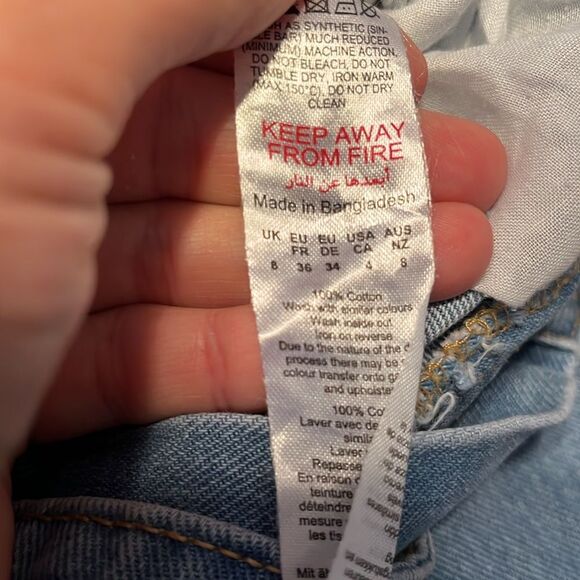 AS SYNTHETIC (SIN-
LE BAR) MUCH REDUCED
(MINIMUM) MACHINE ACTION,
DO NOT BLEACH, DO NOT
TUMBLE DRY, IRON WARM
(MAX 150°C), DO NOT DRY
CLEAN
KEEP AWAY
FROM FIRE
أبعدها عن النار
Made in Bangladesh
UK EU EU USA AUS
FR DE CA NZ
8 36 34 4 8
100% Cotton
Wash with similar colours
Wash inside out
Iron on reverse
Due to the nature of the
process there may be
colour transfer onto
and upholste
100% Co
Laver avec de
simila
Laver
Repasse
En raison d
teinture
déteindre
mesure
les tis
Mit äh